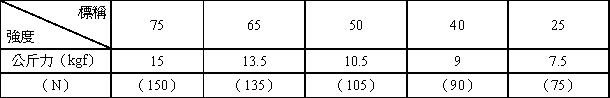 標稱
強度 75 65 50 40 25
公斤力（kgf） 15 13.5 10.5 9 7.5
（N） （150） （135） （105） （90） （75）